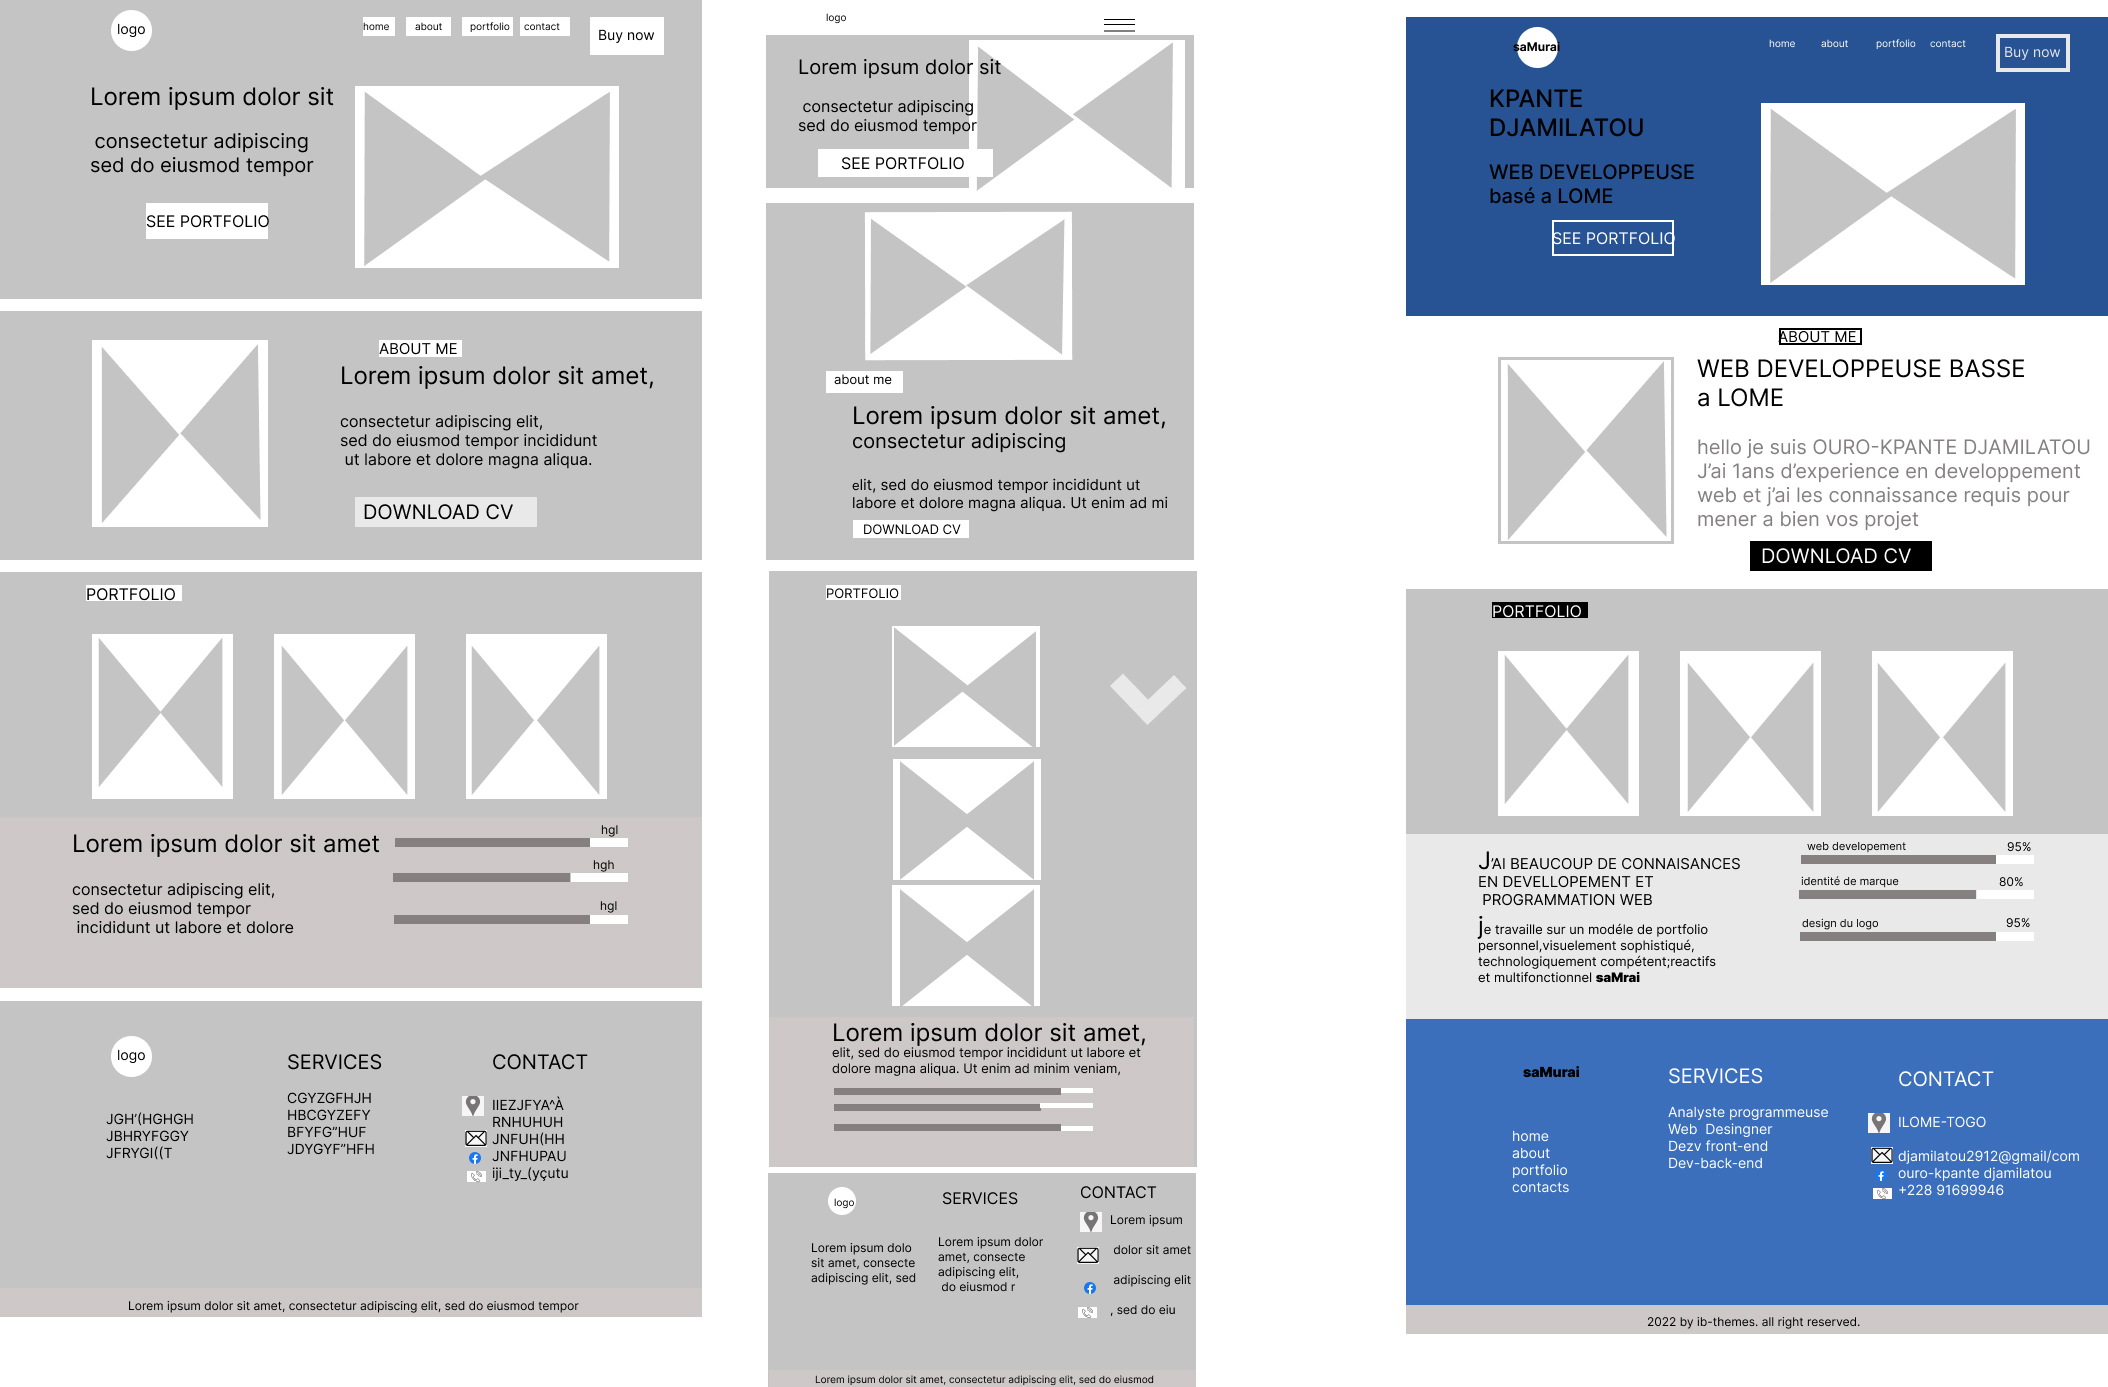 logo
home
about
portfolio
contact
Buy now
Lorem ipsum dolor sit
consectetur adipiscing
sed do eiusmod tempor
SEE PORTFOLIO
ABOUT ME
Lorem ipsum dolor sit amet,
consectetur adipiscing elit,
sed do eiusmod tempor incididunt
ut labore et dolore magna aliqua.
DOWNLOAD CV
PORTFOLIO
Lorem ipsum dolor sit amet
consectetur adipiscing elit,
sed do eiusmod tempor
incididunt ut labore et dolore
hgl
hgh
hgl
logo
JGH'(HGHGH
JBHRYFGGY
JFRYGI((T
SERVICES
CGYZGFHJH
HBCGYZEFY
BFYFG"HUF
JDYGYF"HFH
CONTACT
IIEZJFYA^À
RNHUHUH
JNFUH(HH
JNFHUPAU
iji_ty_(yçutu
Lorem ipsum dolor sit amet, consectetur adipiscing elit, sed do eiusmod tempor
logo
Lorem ipsum dolor sit
consectetur adipiscing
sed do eiusmod tempor
SEE PORTFOLIO
about me
Lorem ipsum dolor sit amet,
consectetur adipiscing
elit, sed do eiusmod tempor incididunt ut
labore et dolore magna aliqua. Ut enim ad mi
DOWNLOAD CV
PORTFOLIO
Lorem ipsum dolor sit amet,
elit, sed do eiusmod tempor incididunt ut labore et
dolore magna aliqua. Ut enim ad minim veniam,
logo
Lorem ipsum dolo
sit amet, consecte
adipiscing elit, sed
SERVICES
Lorem ipsum dolor
amet, consecte
adipiscing elit,
do eiusmod r
CONTACT
Lorem ipsum
dolor sit amet
adipiscing elit
, sed do eiu
Lorem ipsum dolor sit amet, consectetur adipiscing elit, sed do eiusmod
saMurai
home
about
portfolio
contact
Buy now
KPANTE
DJAMILATOU
WEB DEVELOPPEUSE
basé a LOME
SEE PORTFOLIO
ABOUT ME
WEB DEVELOPPEUSE BASSE
a LOME
hello je suis OURO-KPANTE DJAMILATOU
J'ai 1ans d'experience en developpement
web et j'ai les connaissance requis pour
mener a bien vos projet
DOWNLOAD CV
PORTFOLIO
J'AI BEAUCOUP DE CONNAISANCES
EN DEVELLOPEMENT ET
PROGRAMMATION WEB
je travaille sur un modéle de portfolio
personnel,visuelement sophistiqué,
technologiquement compétent;reactifs
et multifonctionnel saMrai
web developement 95%
identité de marque 80%
design du logo 95%
saMurai
home
about
portfolio
contacts
SERVICES
Analyste programmeuse
Web  Desingner
Dezv front-end
Dev-back-end
CONTACT
ILOME-TOGO
djamilatou2912@gmail/com
ouro-kpante djamilatou
+228 91699946
2022 by ib-themes. all right reserved.